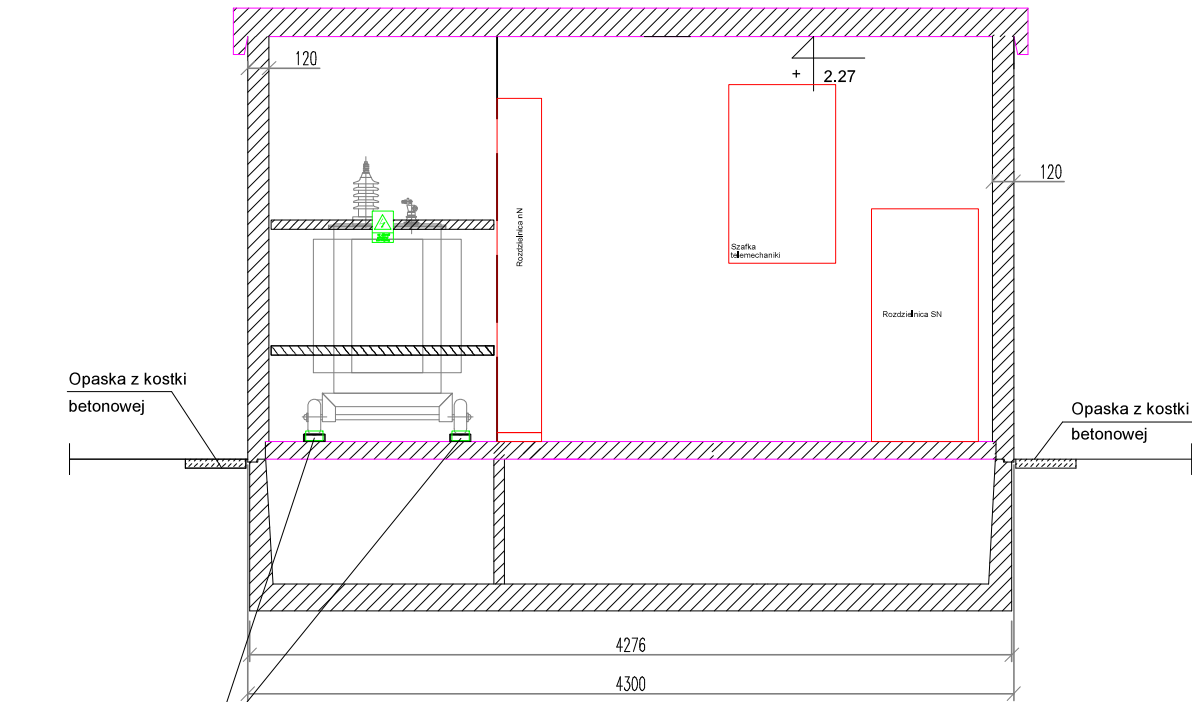 120
+ 2.27
120
Rozdzielnica nN
Szafka
telemechaniki
Rozdzielnica SN
Opaska z kostki
betonowej
Opaska z kostki
betonowej
4276
4300